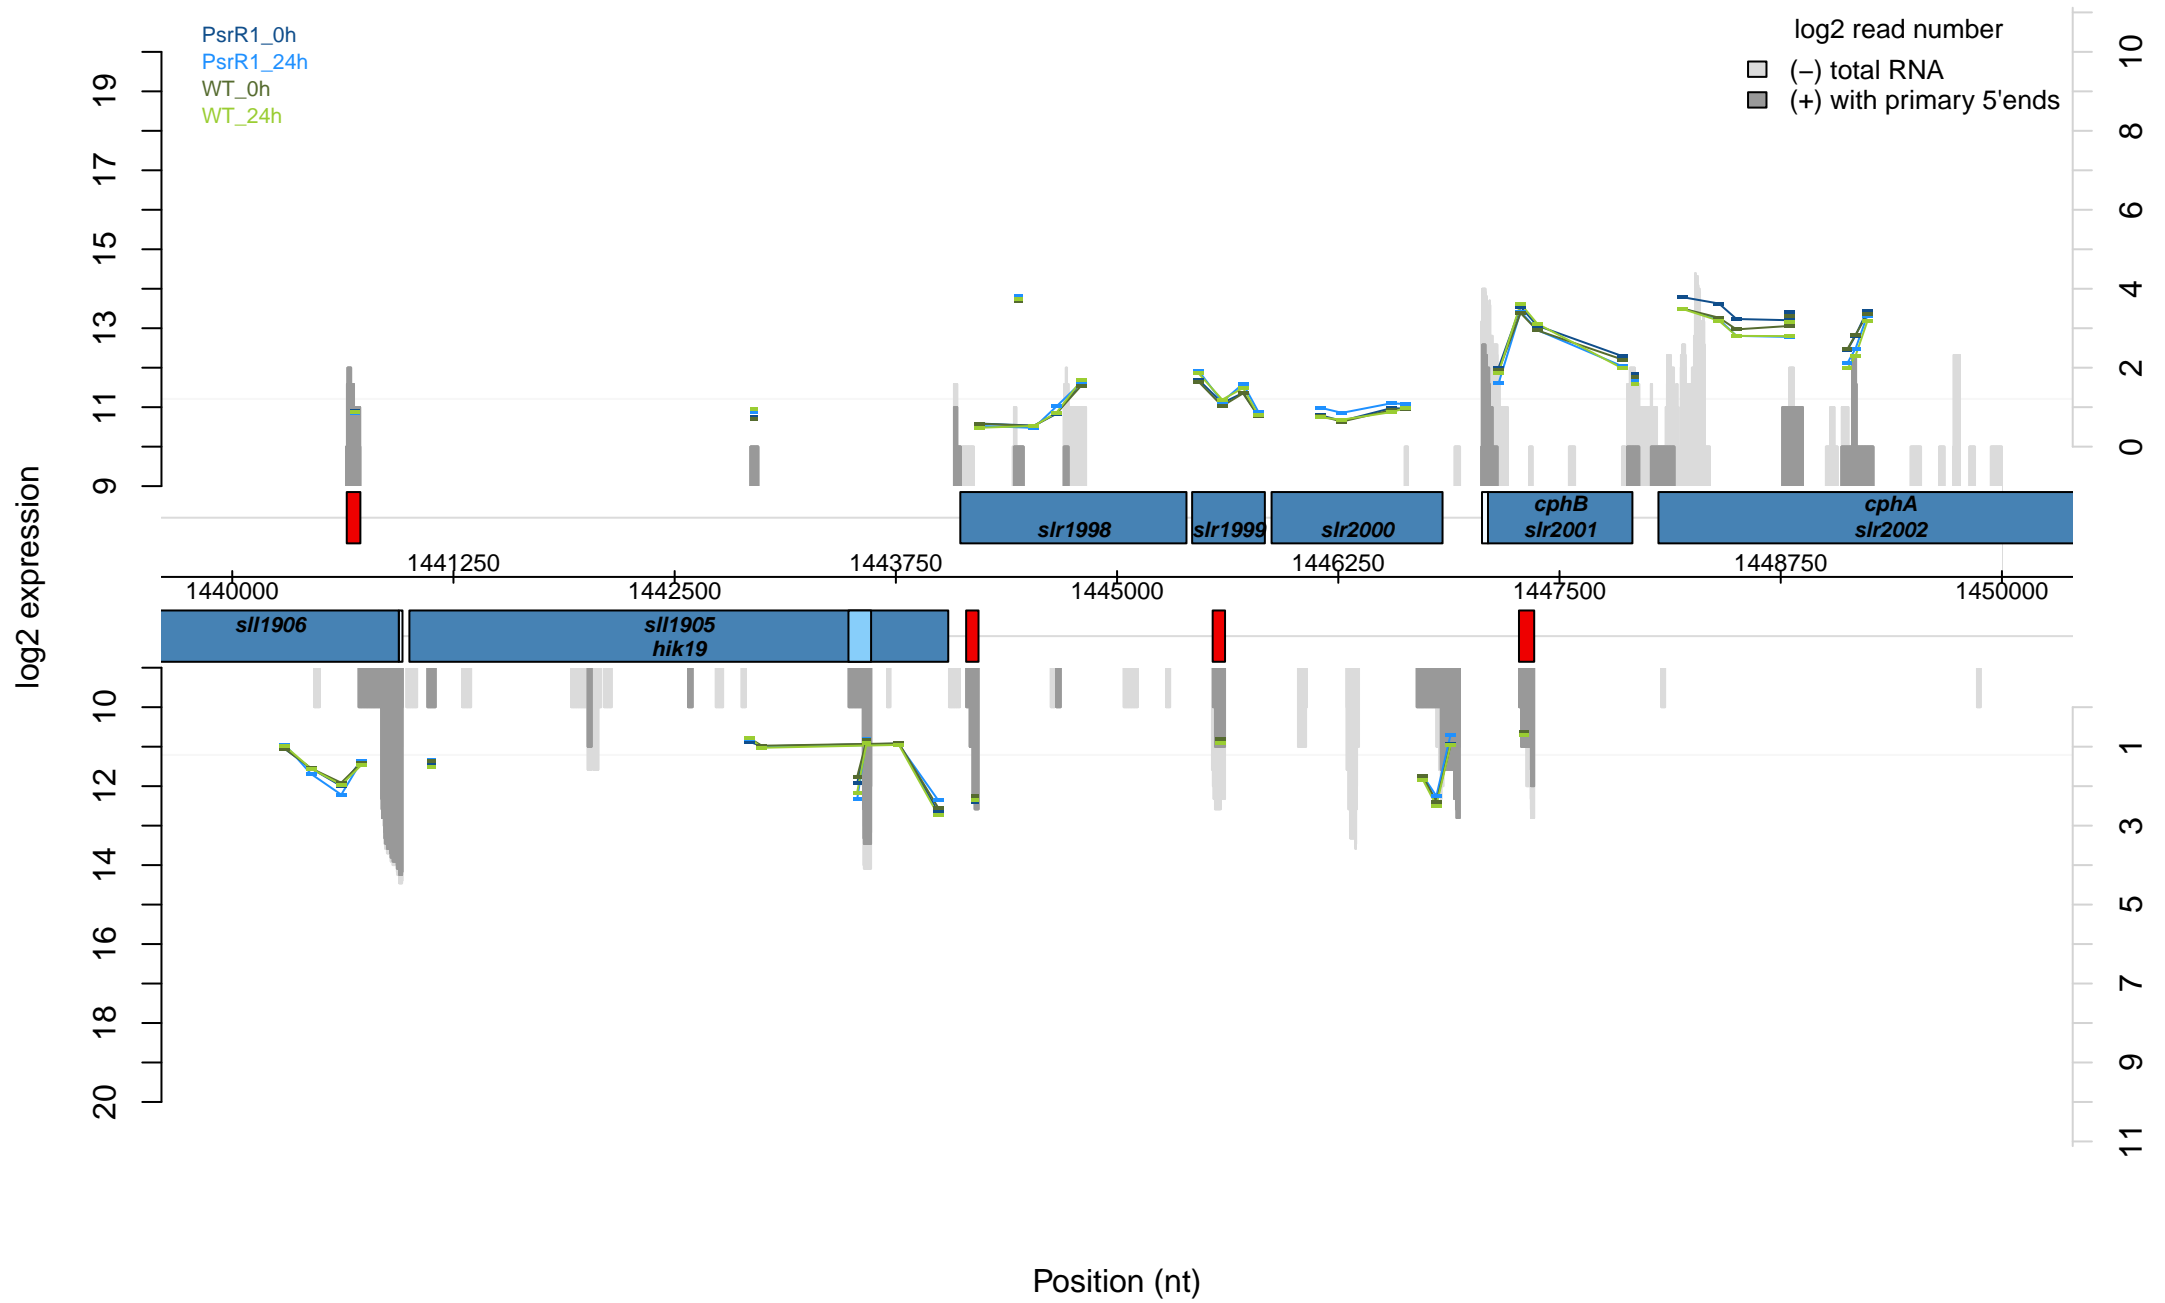 PsrR1_0h
PsrR1_24h
WT_0h
WT_24h
log2 read number
(−) total RNA
(+) with primary 5'ends
19
17
15
13
11
9
10
8
6
4
2
0
log2 expression
cphB
cphA
slr1998
slr1999
slr2000
slr2001
slr2002
1441250
1443750
1446250
1448750
1440000
1442500
1445000
1447500
1450000
sll1906
sll1905
hik19
10
12
14
16
18
20
1
3
5
7
9
11
Position (nt)